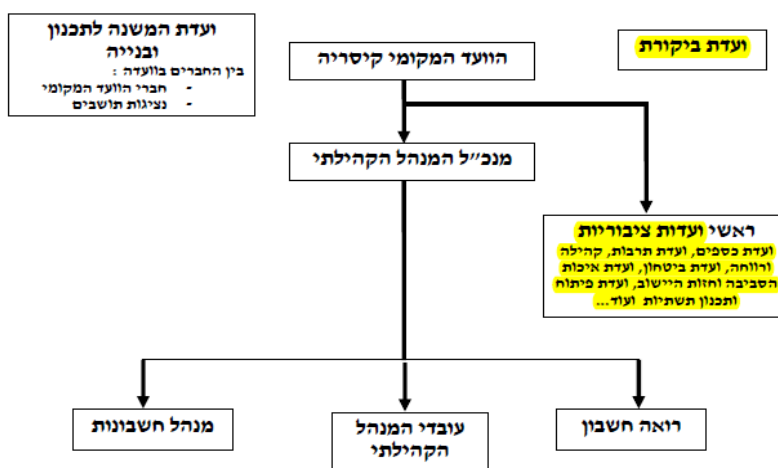 ועדת המשנה לתכנון
ובנייה
בין החברים בוועדה :
- חברי הוועד המקומי
- נציגות תושבים
הוועד המקומי קיסריה
ועדת ביקורת
מנכ״ל המנהל הקהילתי
ראשי ועדות ציבוריות
ועדת כספים, ועדת תרבות, קהילה
ורווחה, ועדת ביטחון, ועדת איכות
הסביבה וחזות היישוב, ועדת פיתוח
ותכנון תשתיות ועוד...
מנהל חשבונות
עובדי המנהל
הקהילתי
רואה חשבון